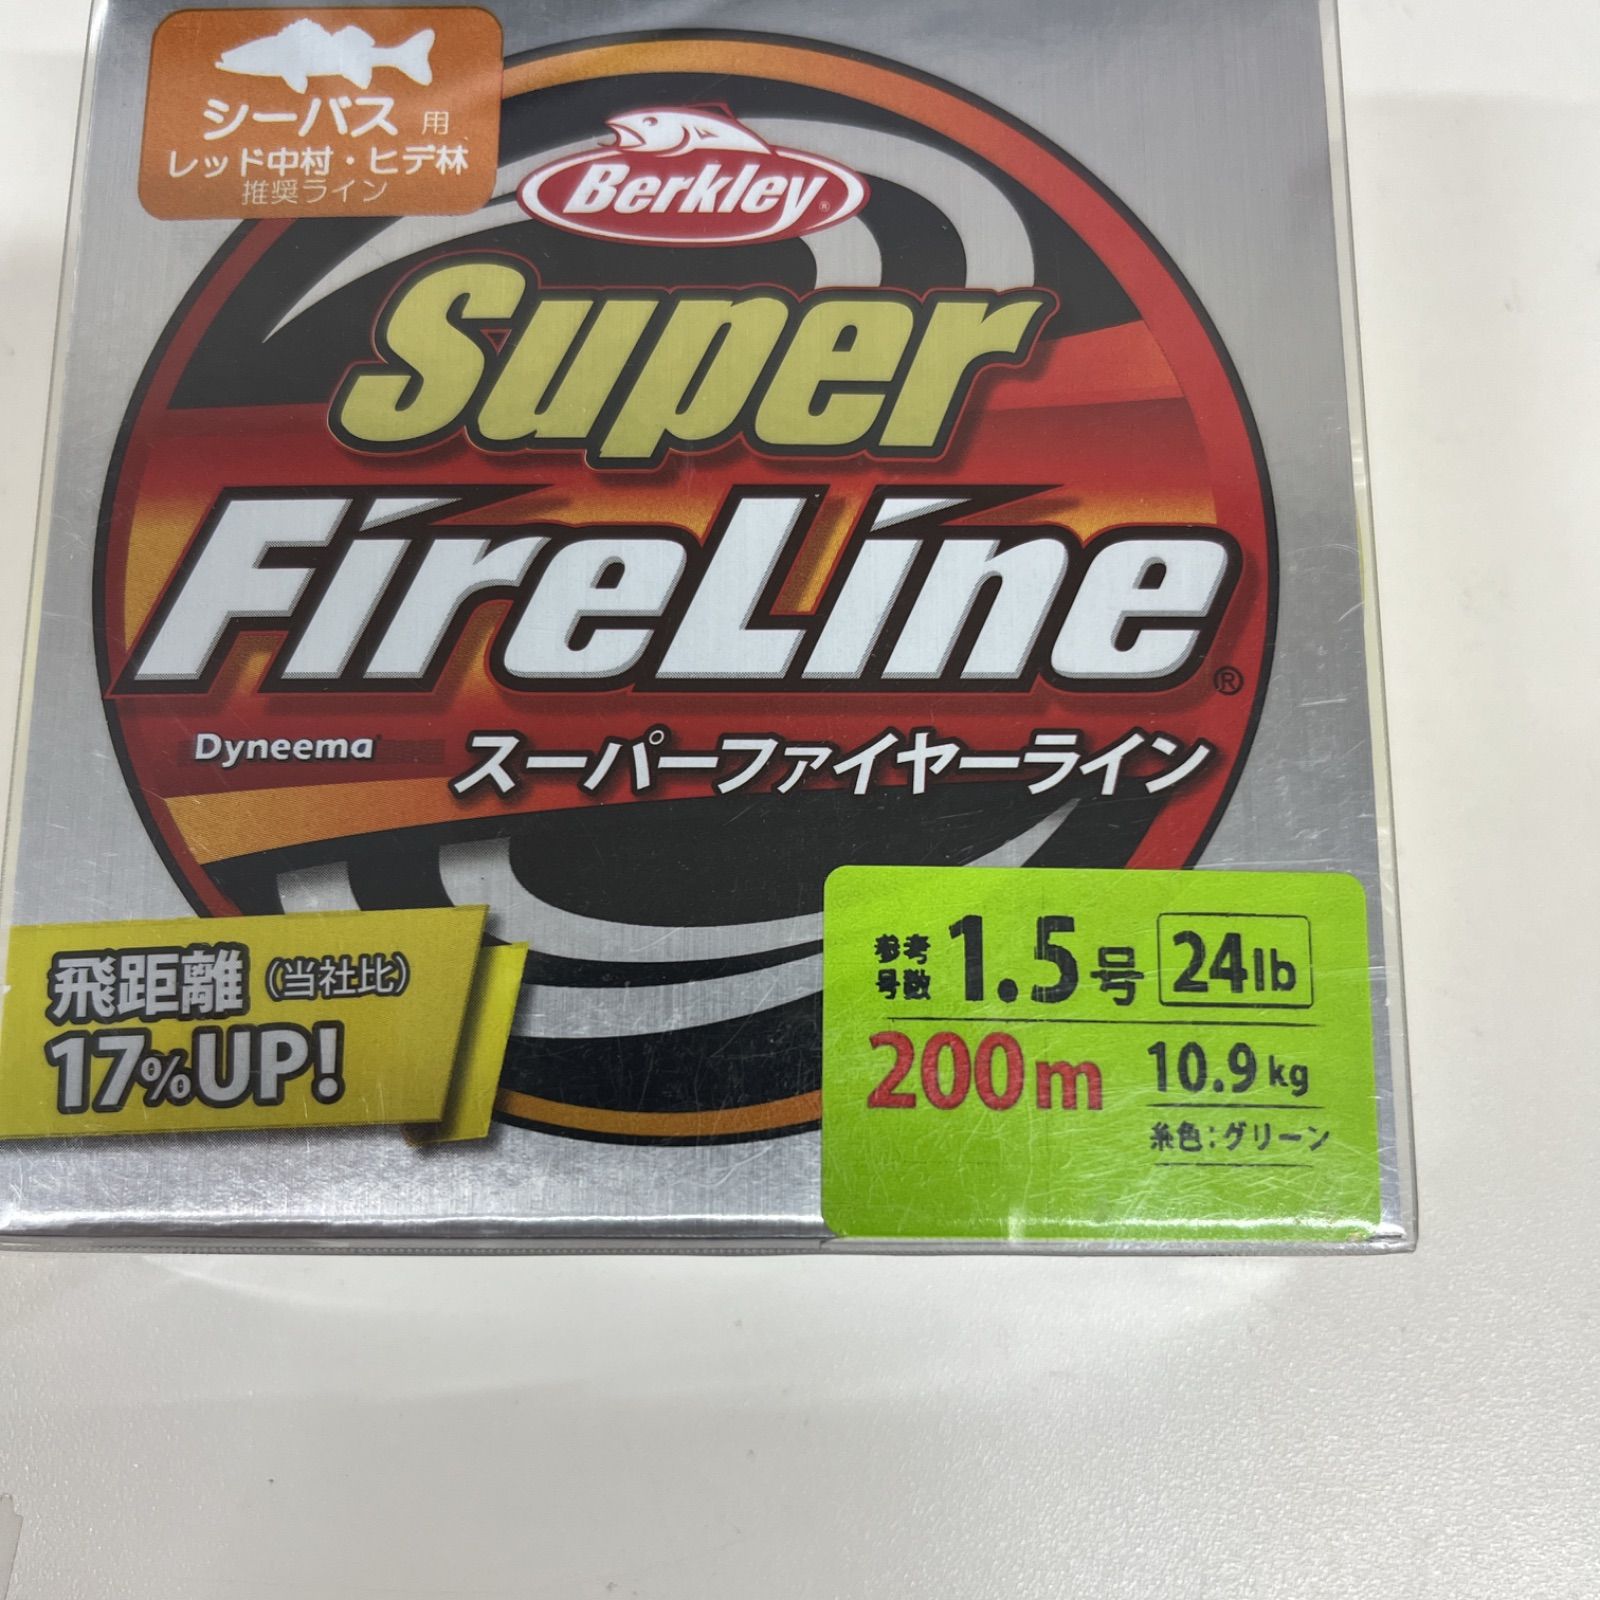 シーバス 用
レッド中村・ヒデ林
推奨ライン
Berkley®
Super
FireLine®
Dyneema
スーパーファイヤーライン
飛距離(当社比)
17%UP!
参考号数 1.5号 24lb
200m 10.9kg
糸色:グリーン